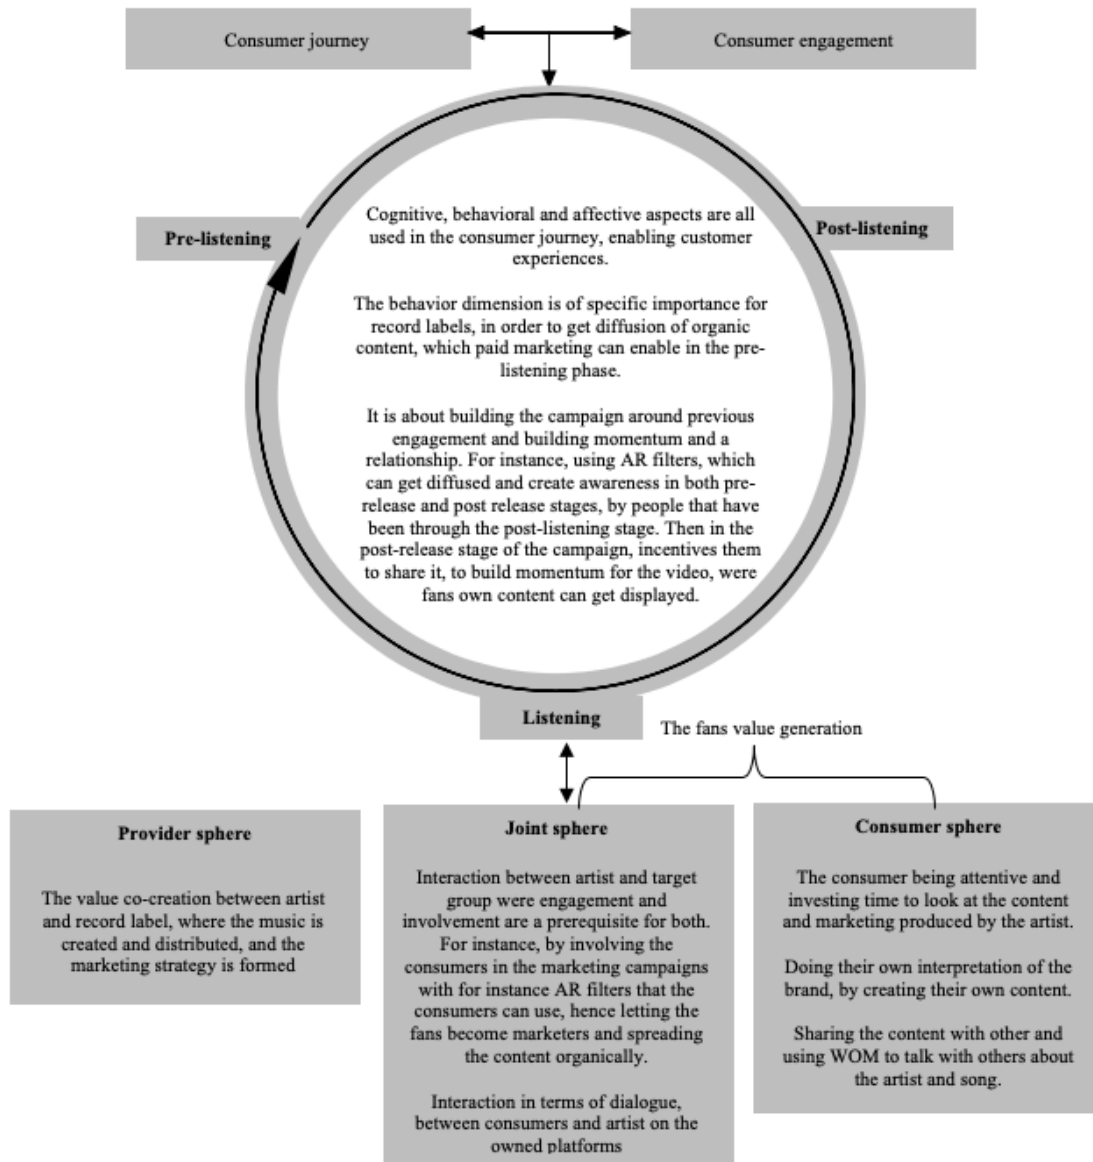 Consumer journey
Consumer engagement
Pre-listening
Post-listening
Cognitive, behavioral and affective aspects are all
used in the consumer journey, enabling customer
experiences.
The behavior dimension is of specific importance for
record labels, in order to get diffusion of organic
content, which paid marketing can enable in the pre-
listening phase.
It is about building the campaign around previous
engagement and building momentum and a
relationship. For instance, using AR filters, which
can get diffused and create awareness in both pre-
release and post release stages, by people that have
been through the post-listening stage. Then in the
post-release stage of the campaign, incentives them
to share it, to build momentum for the video, were
fans own content can get displayed.
Listening
The fans value generation
Provider sphere
The value co-creation between artist
and record label, where the music is
created and distributed, and the
marketing strategy is formed
Joint sphere
Interaction between artist and target
group were engagement and
involvement are a prerequisite for both.
For instance, by involving the
consumers in the marketing campaigns
with for instance AR filters that the
consumers can use, hence letting the
fans become marketers and spreading
the content organically.
Interaction in terms of dialogue,
between consumers and artist on the
owned platforms
Consumer sphere
The consumer being attentive and
investing time to look at the content
and marketing produced by the artist.
Doing their own interpretation of the
brand, by creating their own content.
Sharing the content with other and
using WOM to talk with others about
the artist and song.